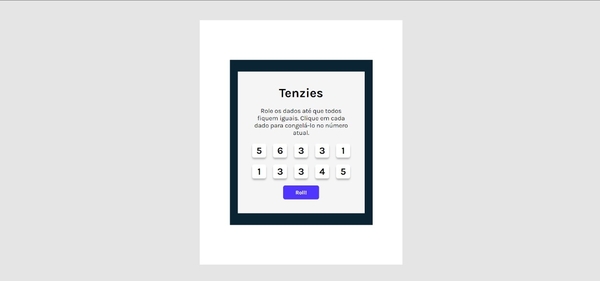 Tenzies
Role os dados até que todos
fiquem iguais. Clique em cada
dado para congelá-lo no número
atual.
5 6 3 3 1
1 3 3 4 5
Roll!